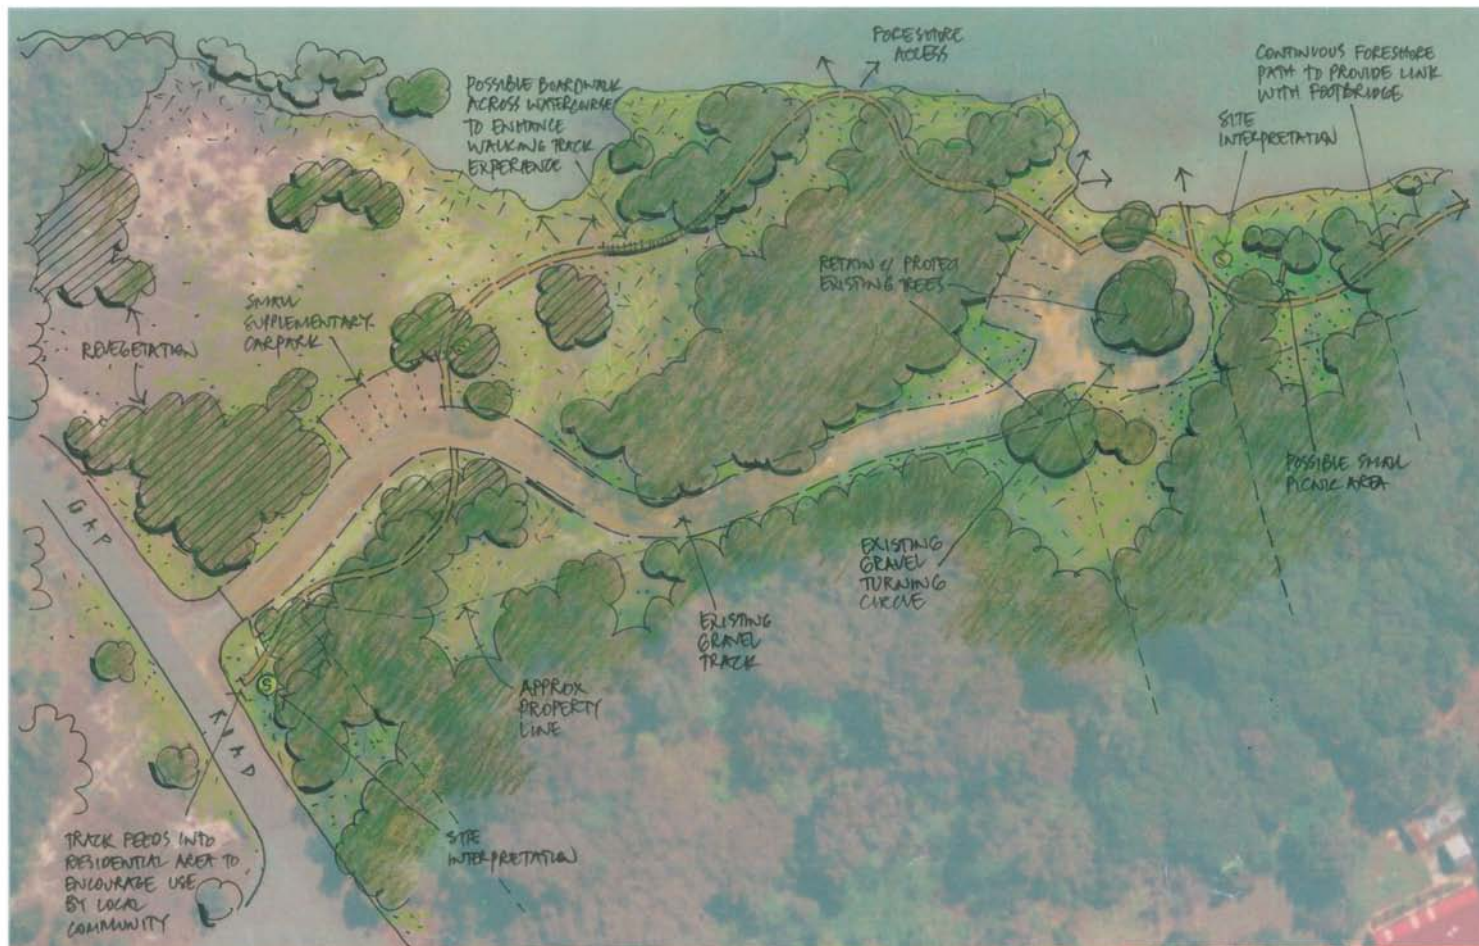 FORESHORE
ACCESS
CONTINUOUS FORESHORE
PATH TO PROVIDE LINK
WITH FOOTBRIDGE
POSSIBLE BOARDWALK
ACROSS WATERCOURSE
TO ENHANCE
WALKING TRACK
EXPERIENCE
SITE
INTERPRETATION
RETAIN & PROTECT
EXISTING TREES
SMALL
SUPPLEMENTARY
CARPARK
REVEGETATION
POSSIBLE SMALL
PICNIC AREA
GAP
ROAD
EXISTING
GRAVEL
TURNING
CIRCLE
EXISTING
GRAVEL
TRACK
APPROX
PROPERTY
LINE
S
SITE
INTERPRETATION
TRACK FEEDS INTO
RESIDENTIAL AREA TO
ENCOURAGE USE
BY LOCAL
COMMUNITY